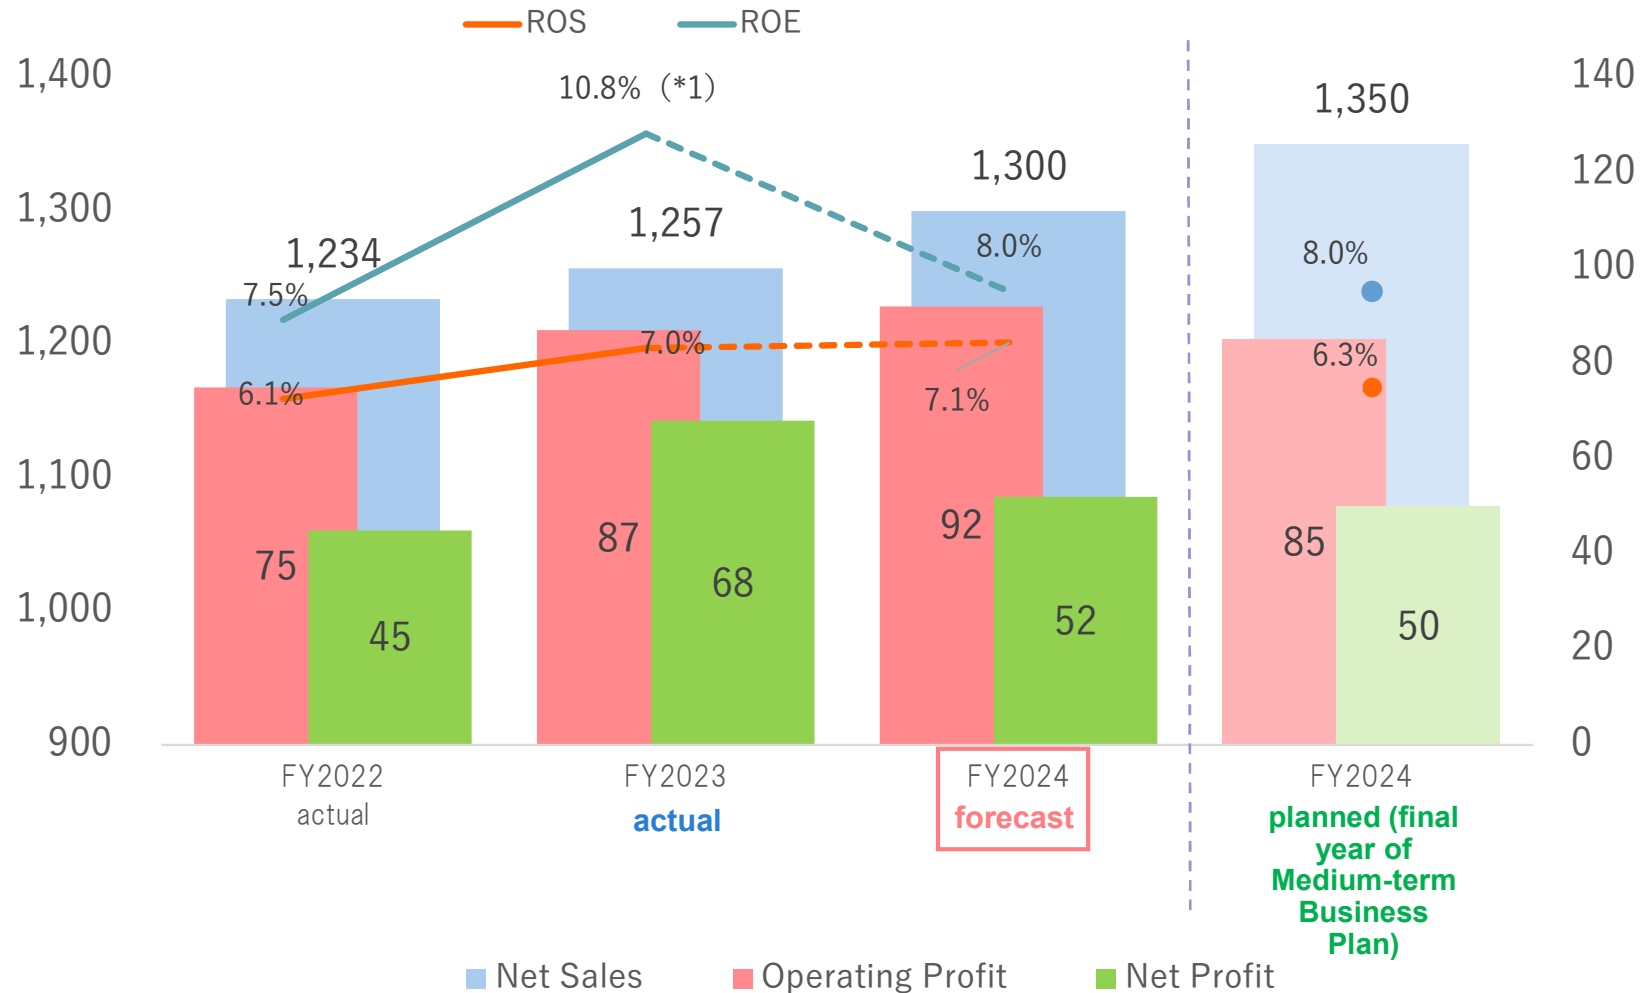 ROS
ROE
1,400
1,300
1,200
1,100
1,000
900
140
120
100
80
60
40
20
0
10.8% (*1)
1,234
7.5%
6.1%
75
45
1,257
7.0%
87
68
1,300
8.0%
7.1%
92
52
1,350
8.0%
6.3%
85
50
FY2022
actual
FY2023
actual
FY2024
forecast
FY2024
planned (final
year of
Medium-term
Business
Plan)
Net Sales
Operating Profit
Net Profit